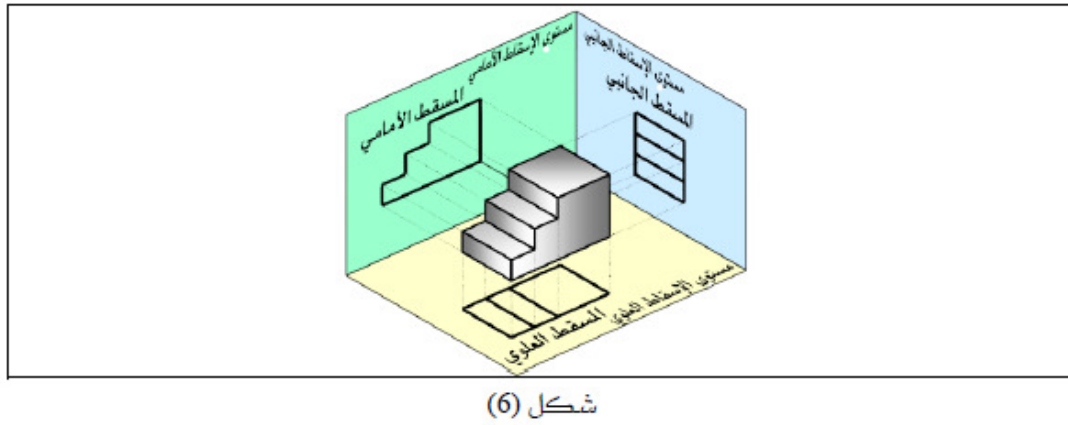 مستوى الإسقاط الأمامي
المسقط الأمامي
مستوى الإسقاط الجانبي
المسقط الجانبي
المسقط العلوي
مستوى الإسقاط العلوي
شكل (6)